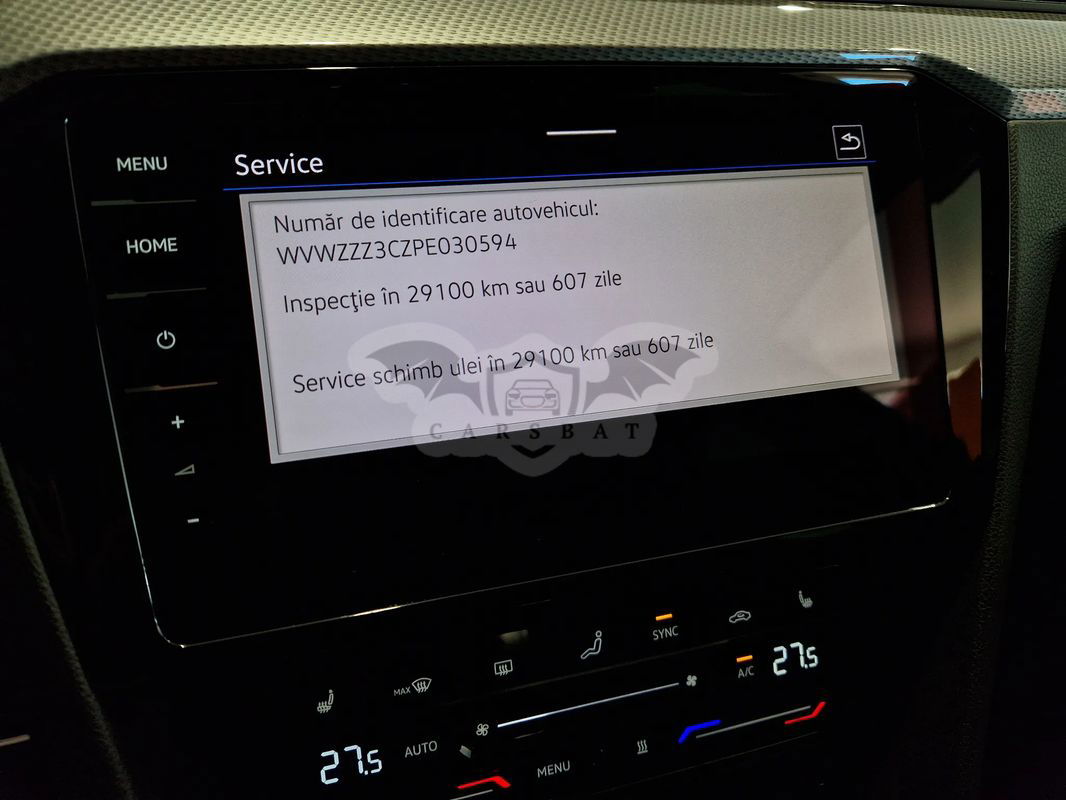 MENU
Service
HOME
Număr de identificare autovehicul:
WVWZZZ3CZPE030594
Inspecţie în 29100 km sau 607 zile
Service schimb ulei în 29100 km sau 607 zile
CARSBAT
+
-
SYNC
MAX
A/C
27.5
27.5
AUTO
MENU